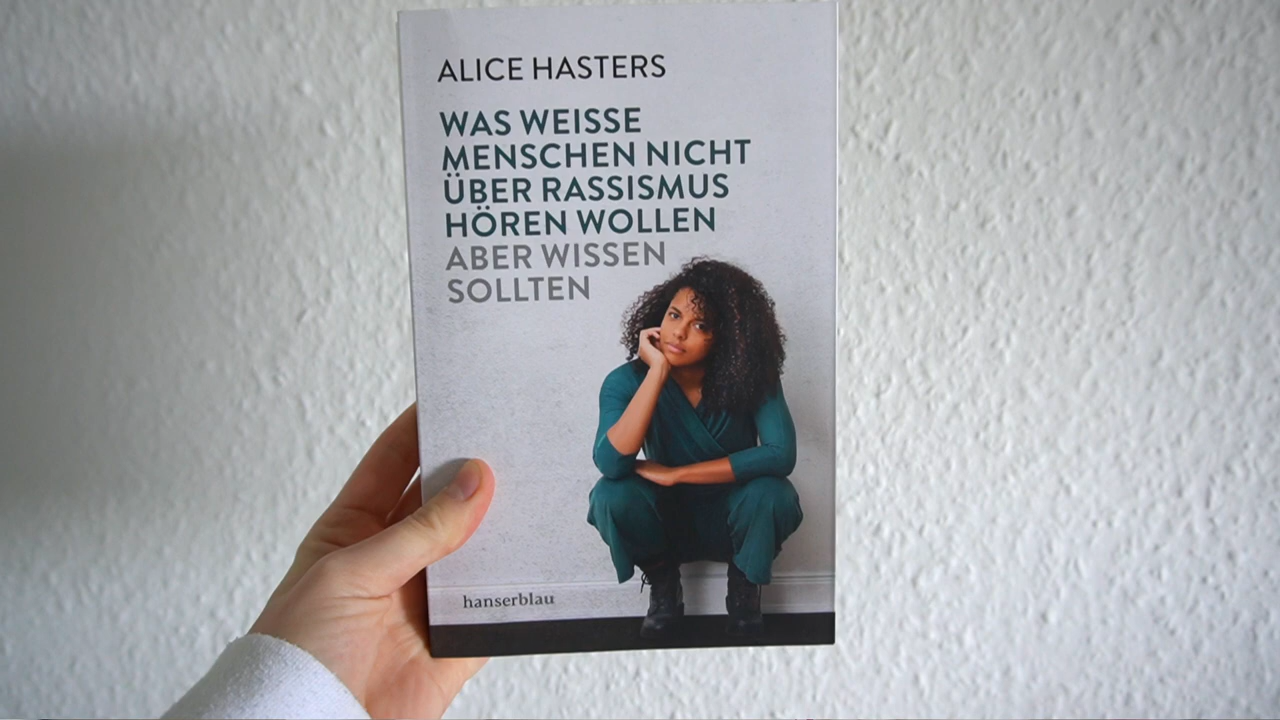 ALICE HASTERS
WAS WEISSE
MENSCHEN NICHT
ÜBER RASSISMUS
HÖREN WOLLEN
ABER WISSEN
SOLLTEN
hanserblau